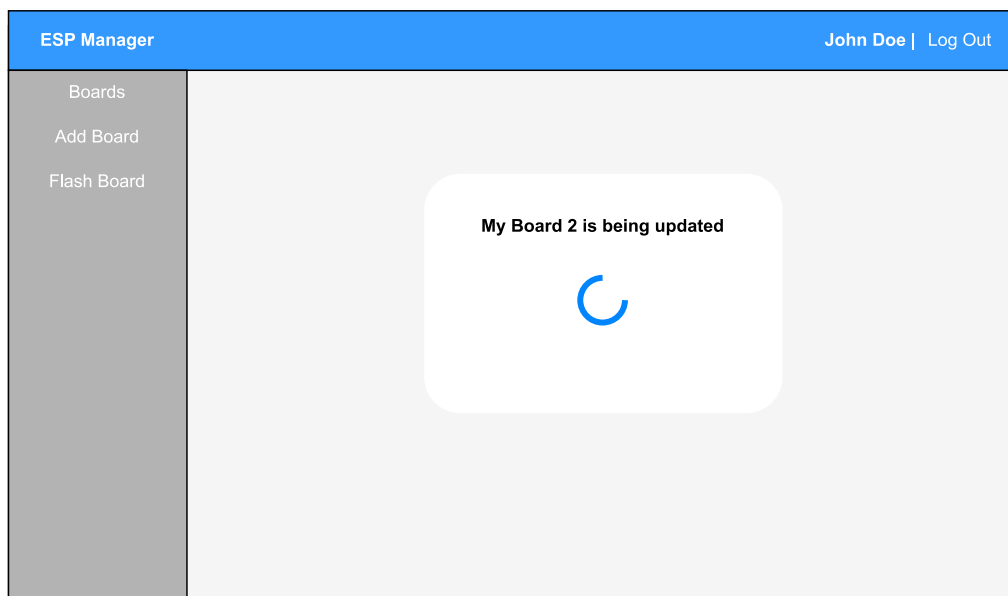 ESP Manager
John Doe | Log Out
Boards
Add Board
Flash Board
My Board 2 is being updated